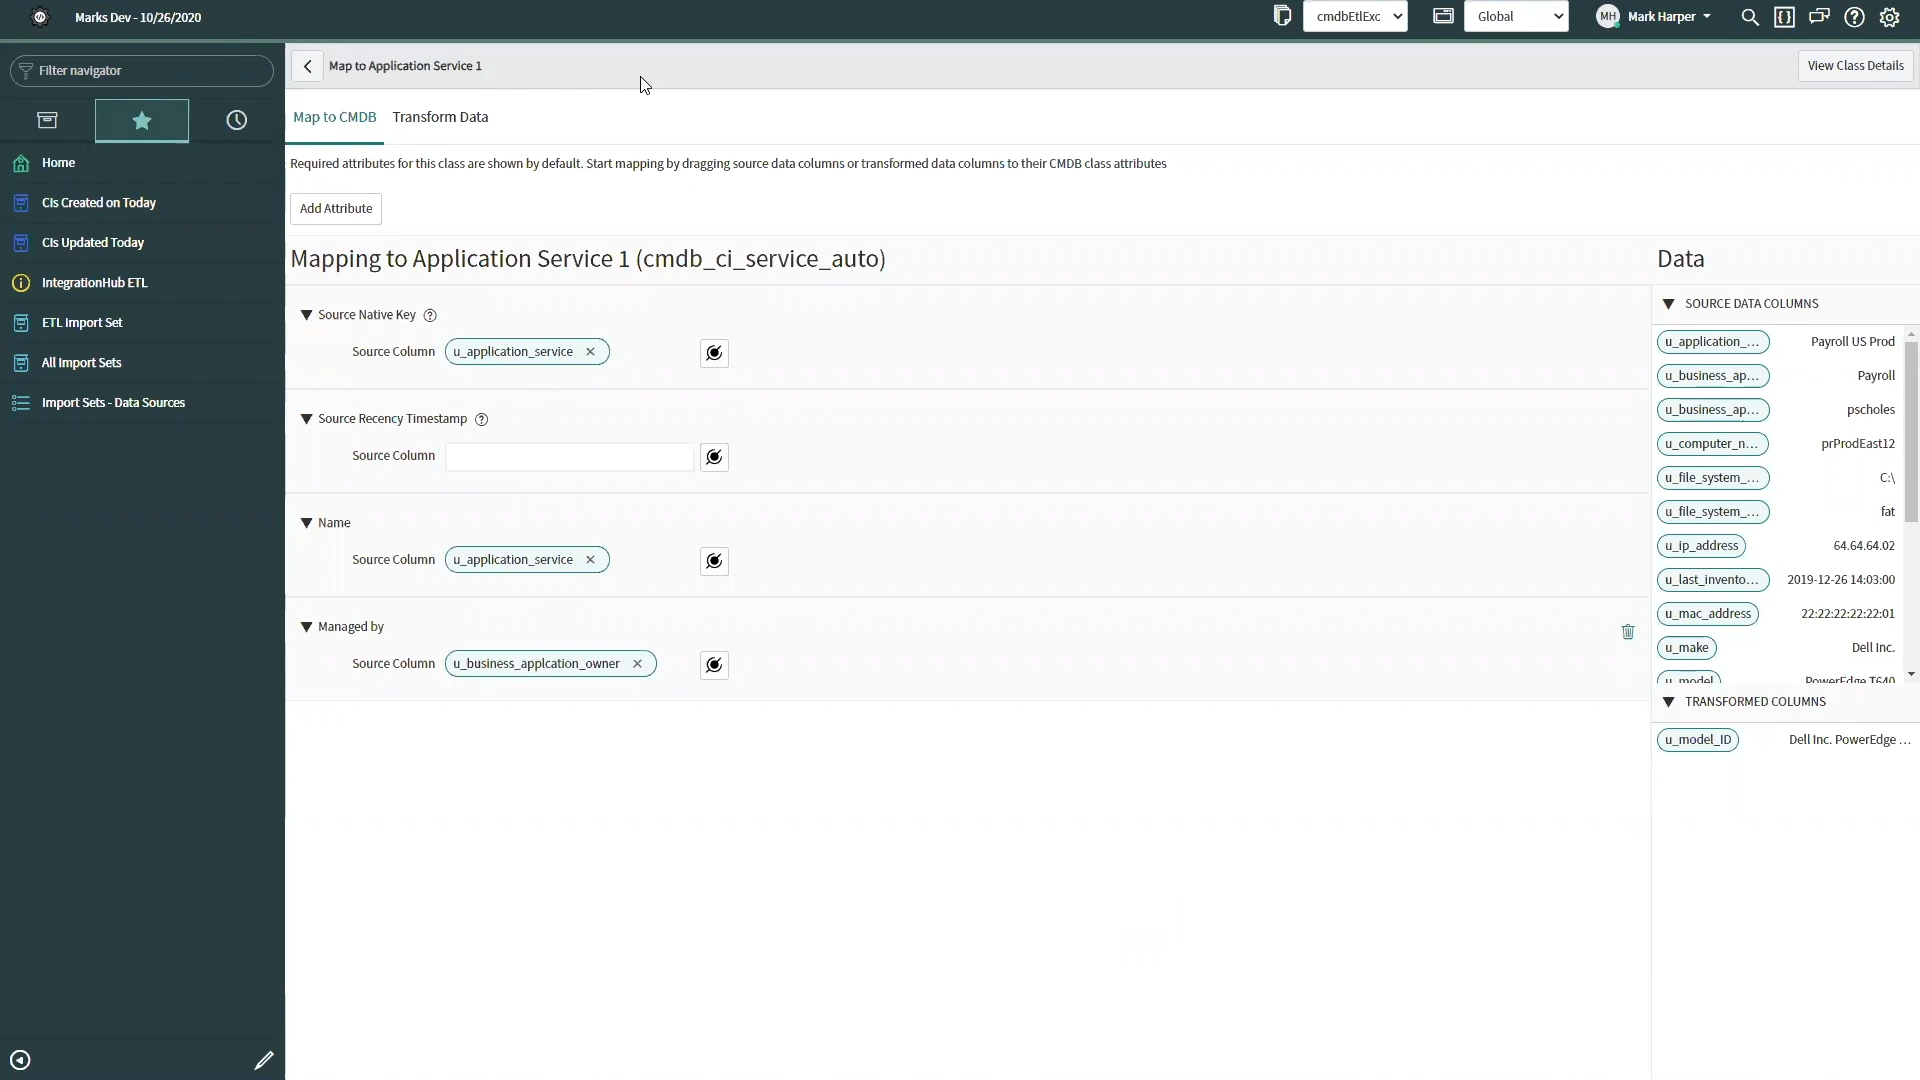 Marks Dev - 10/26/2020
cmdbEtlExc
Global
MH
Mark Harper
Filter navigator
Home
CIs Created on Today
CIs Updated Today
IntegrationHub ETL
ETL Import Set
All Import Sets
Import Sets - Data Sources
Map to Application Service 1
View Class Details
Map to CMDB
Transform Data
Required attributes for this class are shown by default. Start mapping by dragging source data columns or transformed data columns to their CMDB class attributes
Add Attribute
Mapping to Application Service 1 (cmdb_ci_service_auto)
Source Native Key
Source Column u_application_service
Source Recency Timestamp
Source Column
Name
Source Column u_application_service
Managed by
Source Column u_business_applcation_owner
Data
SOURCE DATA COLUMNS
u_application_... Payroll US Prod
u_business_ap... Payroll
u_business_ap... pscholes
u_computer_n... prProdEast12
u_file_system_... C:\
u_file_system_... fat
u_ip_address 64.64.64.02
u_last_invento... 2019-12-26 14:03:00
u_mac_address 22:22:22:22:22:01
u_make Dell Inc.
u_model PowerEdge T640
TRANSFORMED COLUMNS
u_model_ID Dell Inc. PowerEdge ...